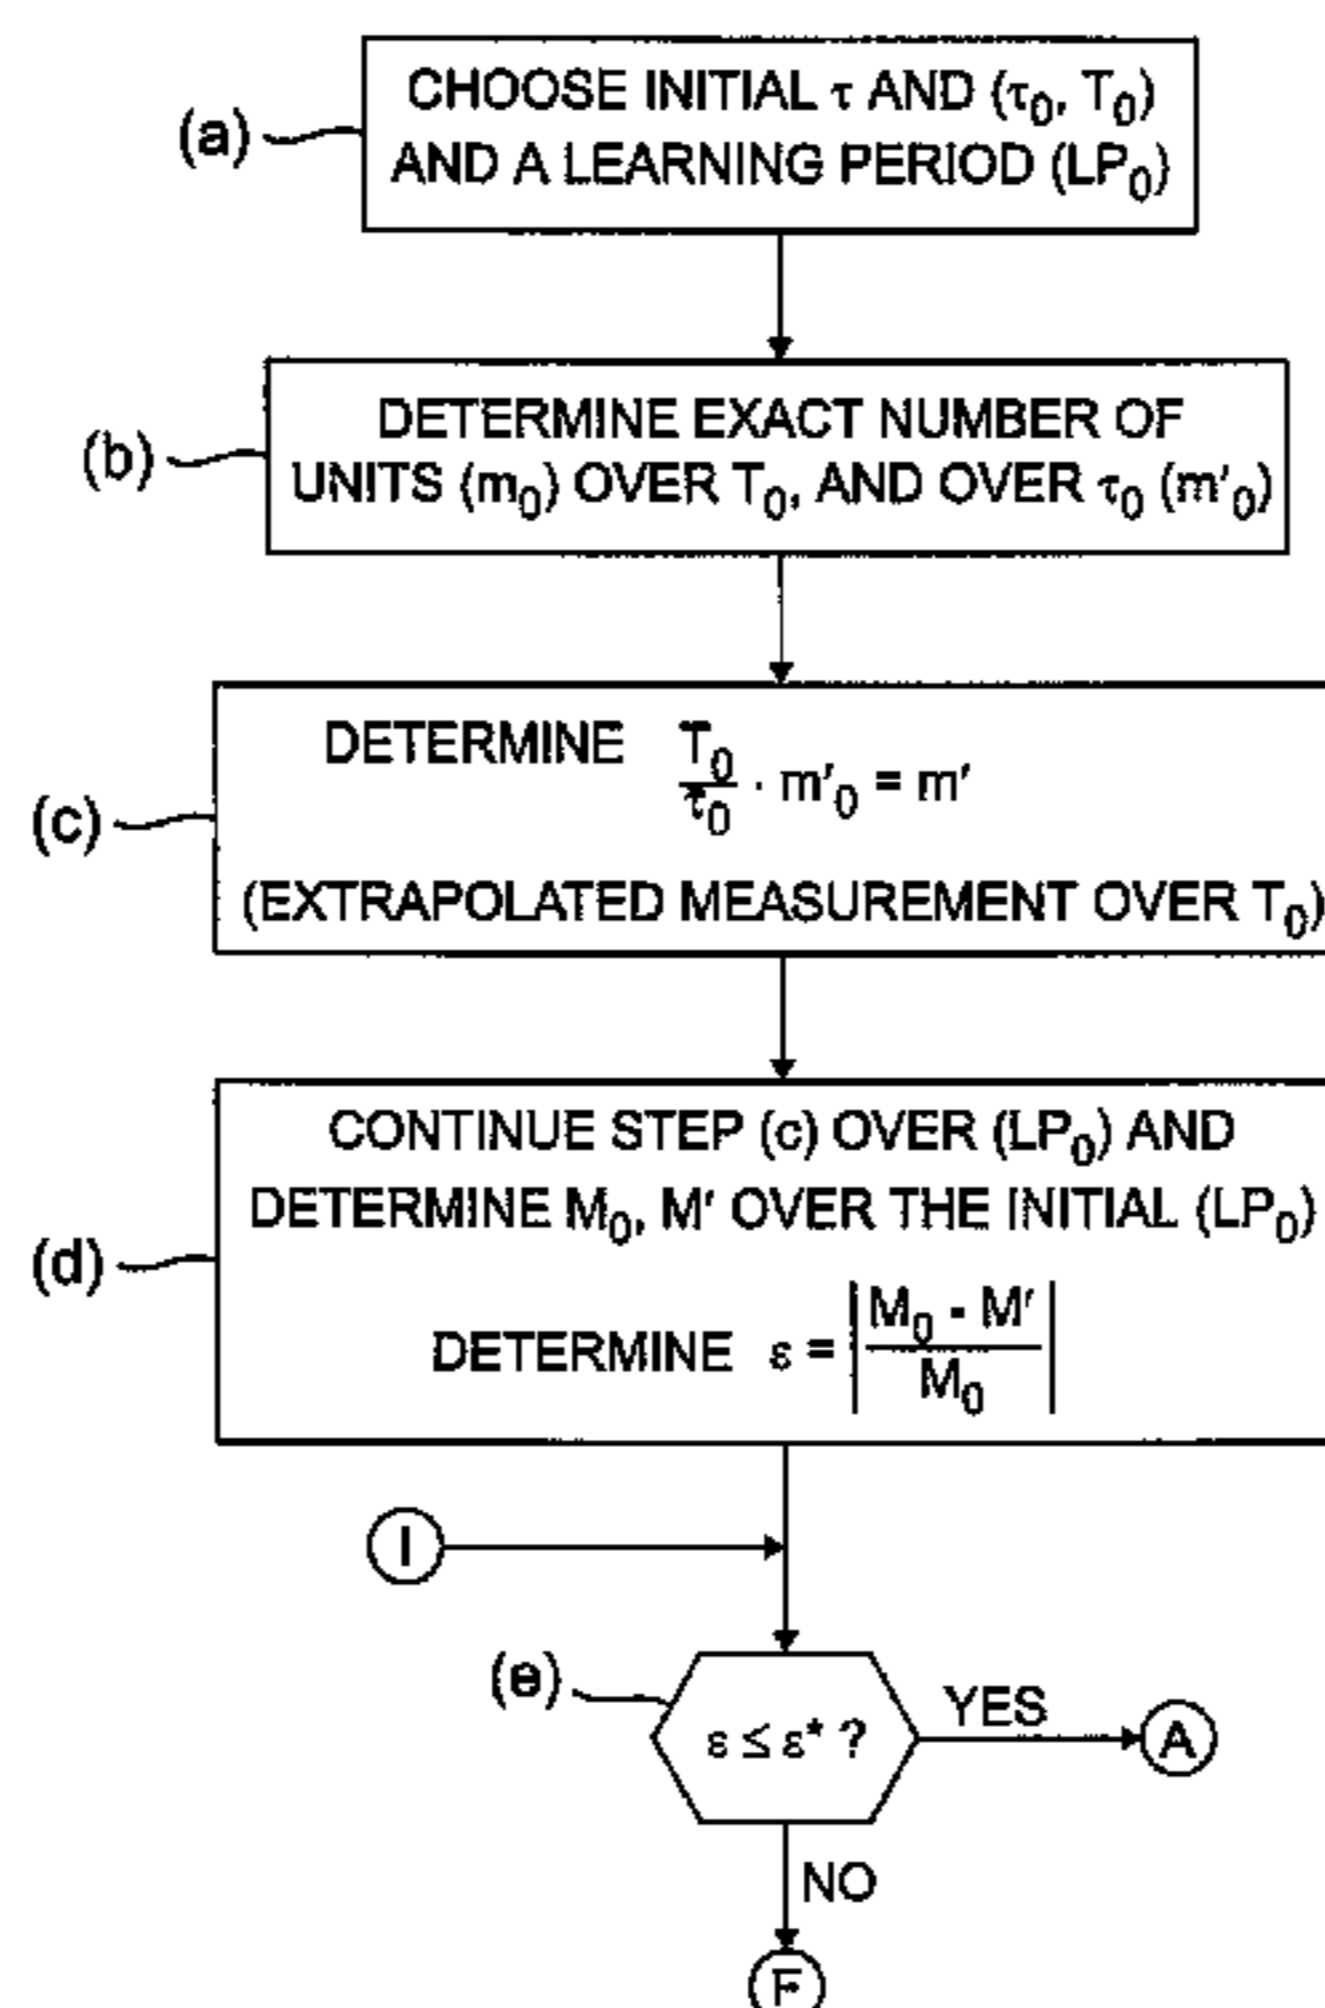 (a)
CHOOSE INITIAL τ AND (τ₀, T₀)
AND A LEARNING PERIOD (LP₀)
(b)
DETERMINE EXACT NUMBER OF
UNITS (m₀) OVER T₀, AND OVER τ₀ (m'₀)
(c)
DETERMINE T₀/τ₀ · m'₀ = m'
(EXTRAPOLATED MEASUREMENT OVER T₀)
(d)
CONTINUE STEP (c) OVER (LP₀) AND
DETERMINE M₀, M' OVER THE INITIAL (LP₀)
DETERMINE ε = |(M₀ - M')/M₀|
I
(e)
ε ≤ ε* ?
YES
A
NO
F